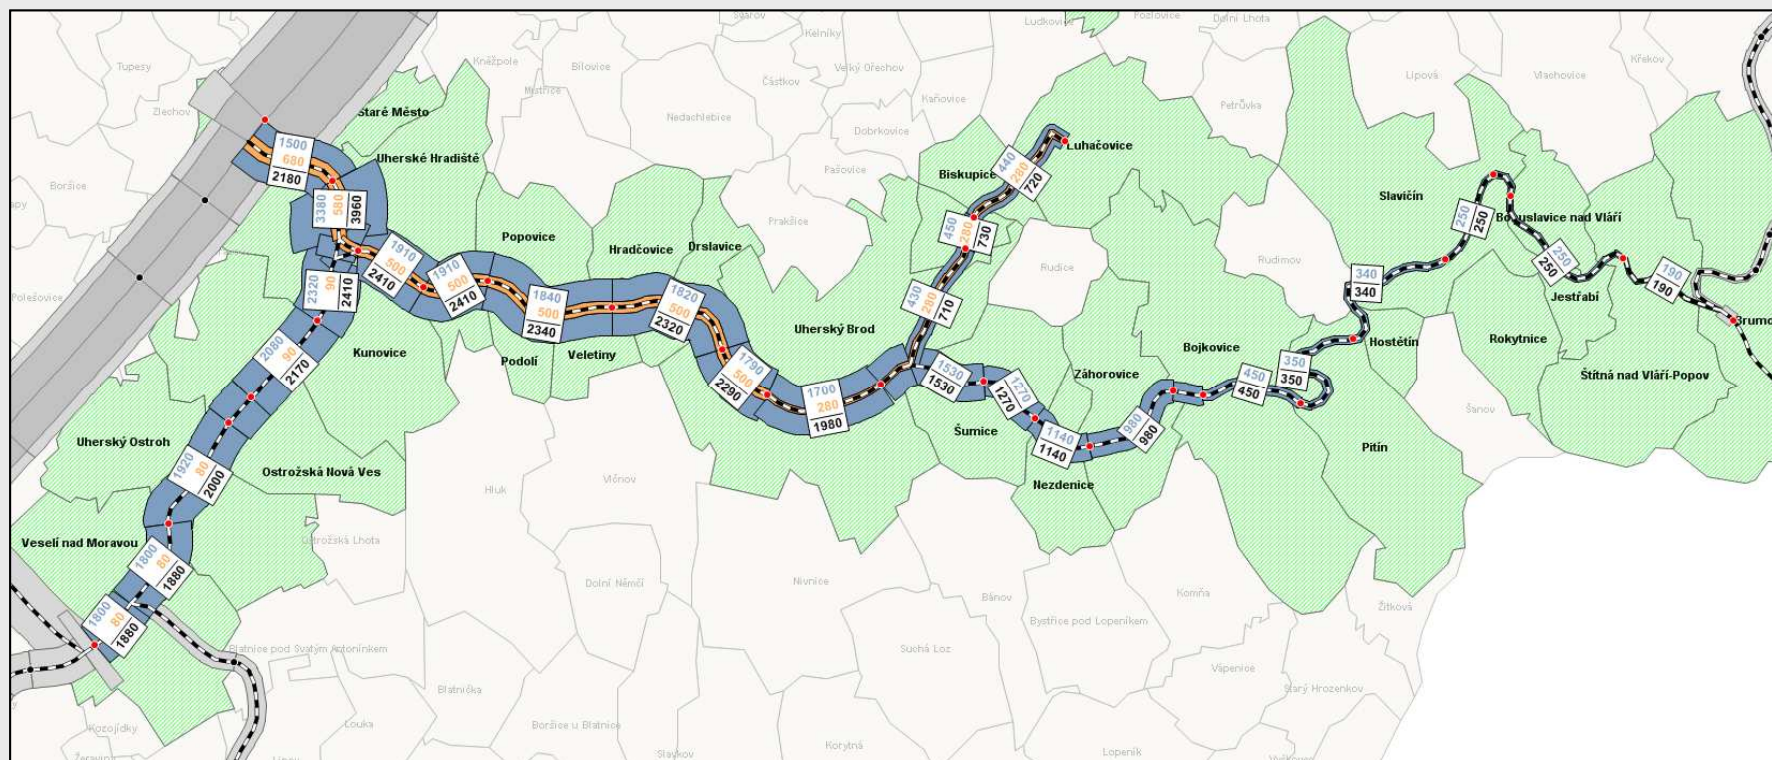 Svárov
Ludkovice
Pozlovice
Dolní Lhota
Kelníky
Tupesy
Kněžpole
Bílovice
Velký Ořechov
Částkov
Lípová
Vlachovice
Křekov
Mistřice
Zlechov
Staré Město
Kaňovice
Petrůvka
Nedachlebice
Dobrkovice
Luhačovice
1500
680
2180
Uherské Hradiště
Pašovice
Biskupice
440
280
720
Boršice
Slavičín
3380
580
3960
Prakšice
450
280
730
250
250
Bohuslavice nad Vláří
Popovice
Hradčovice
Drslavice
1910
500
2410
1910
500
2410
Rudice
Rudimov
250
250
Polešovice
2320
90
2410
340
340
190
190
1840
500
2340
1820
500
2320
430
280
710
Jestřabí
Uherský Brod
Kunovice
Podolí
Veletiny
Bojkovice
Hostětín
Rokytnice
2080
90
2170
1790
500
2290
1530
1530
Záhorovice
350
350
Štítná nad Vláří-Popov
1270
1270
450
450
1700
280
1980
Šanov
Uherský Ostroh
Šumice
980
980
1140
1140
Pitín
1920
80
2000
Ostrožská Nová Ves
Vlčnov
Nezdenice
Hluk
Veselí nad Moravou
Ostrožská Lhota
1800
80
1880
Dolní Němčí
Nivnice
Bánov
Komňa
Žitková
1800
80
1880
Bystřice pod Lopeníkem
Blatnice pod Svatým Antonínkem
Suchá Loz
Vápenice
Blatnička
Starý Hrozenkov
Kozojídky
Louka
Boršice u Blatnice
Korytná
Lopeník
Slavkov